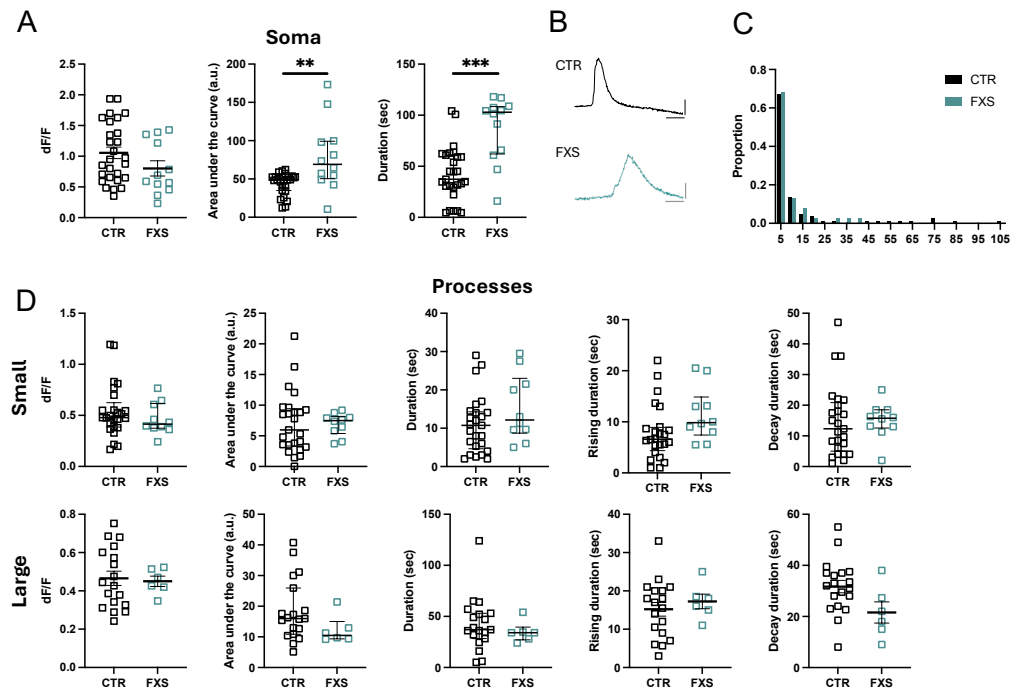 A
B
C
Soma
dF/F
2.5
2.0
1.5
1.0
0.5
0.0
CTR FXS
Area under the curve (a.u.)
200
150
100
50
0
**
CTR FXS
Duration (sec)
150
100
50
0
***
CTR FXS
CTR
FXS
Proportion
0.8
0.6
0.4
0.2
0.0
5 15 25 35 45 55 65 75 85 95 105
CTR
FXS
D
Processes
Small
dF/F
1.5
1.0
0.5
0.0
CTR FXS
Area under the curve (a.u.)
25
20
15
10
5
0
CTR FXS
Duration (sec)
40
30
20
10
0
CTR FXS
Rising duration (sec)
30
20
10
0
CTR FXS
Decay duration (sec)
50
40
30
20
10
0
CTR FXS
Large
dF/F
0.8
0.6
0.4
0.2
0.0
CTR FXS
Area under the curve (a.u.)
50
40
30
20
10
0
CTR FXS
Duration (sec)
150
100
50
0
CTR FXS
Rising duration (sec)
40
30
20
10
0
CTR FXS
Decay duration (sec)
60
40
20
0
CTR FXS